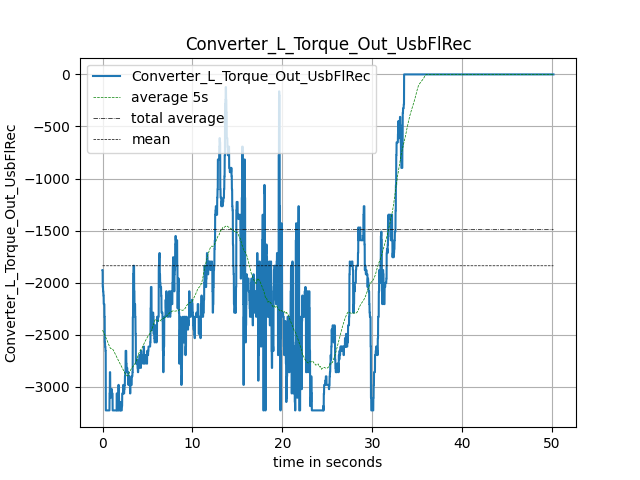 Converter_L_Torque_Out_UsbFlRec
Converter_L_Torque_Out_UsbFlRec
average 5s
total average
mean
0
−500
−1000
−1500
−2000
−2500
−3000
Converter_L_Torque_Out_UsbFlRec
0
10
20
30
40
50
time in seconds